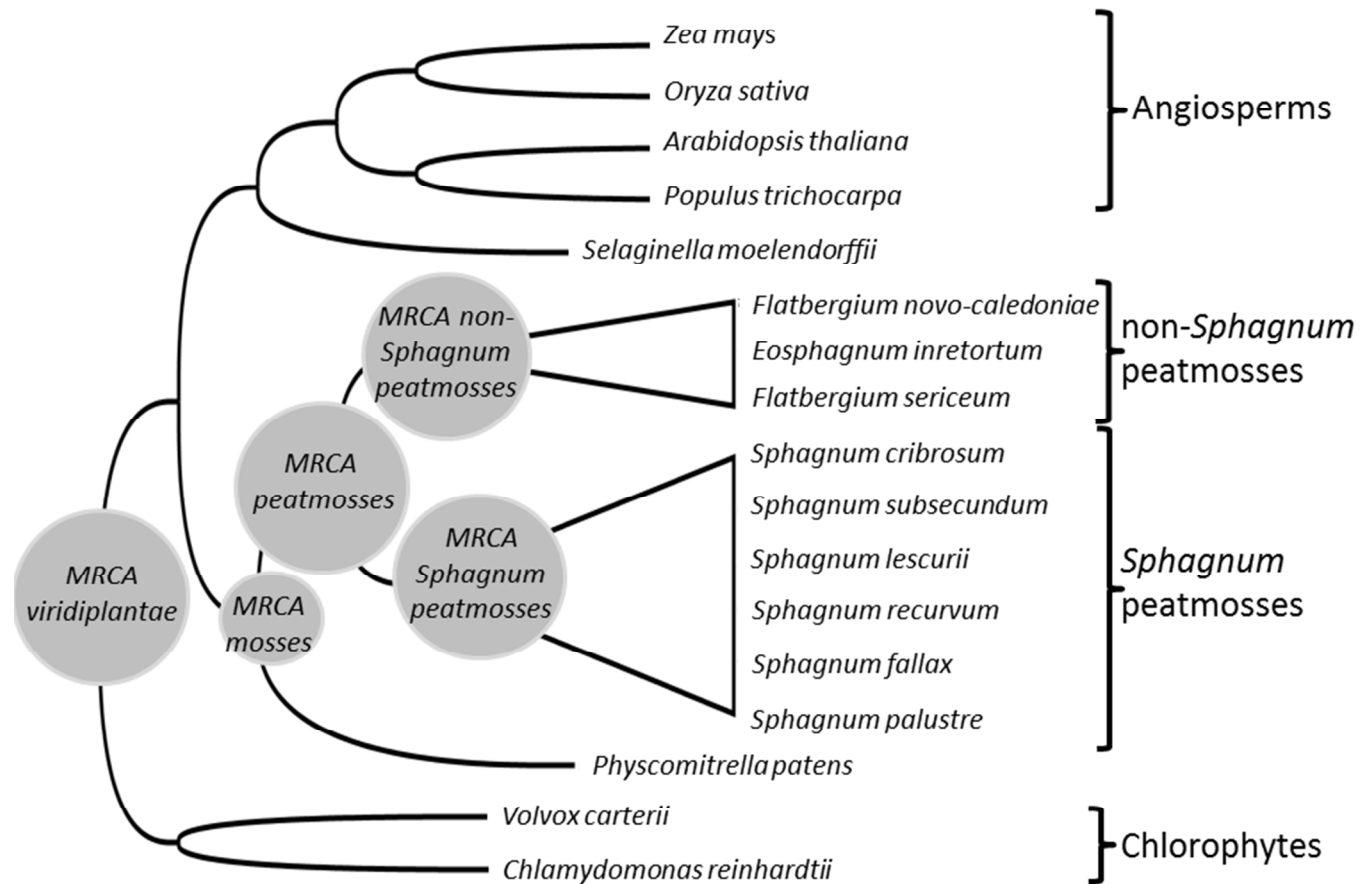 Zea mays
Oryza sativa
Arabidopsis thaliana
Populus trichocarpa
Angiosperms
Selaginella moelendorffii
MRCA non-
Sphagnum
peatmosses
Flatbergium novo-caledoniae
Eosphagnum inretortum
Flatbergium sericeum
non-Sphagnum
peatmosses
MRCA
peatmosses
MRCA
Sphagnum
peatmosses
Sphagnum cribrosum
Sphagnum subsecundum
Sphagnum lescurii
Sphagnum recurvum
Sphagnum fallax
Sphagnum palustre
Sphagnum
peatmosses
MRCA
viridiplantae
MRCA
mosses
Physcomitrella patens
Volvox carterii
Chlamydomonas reinhardtii
Chlorophytes